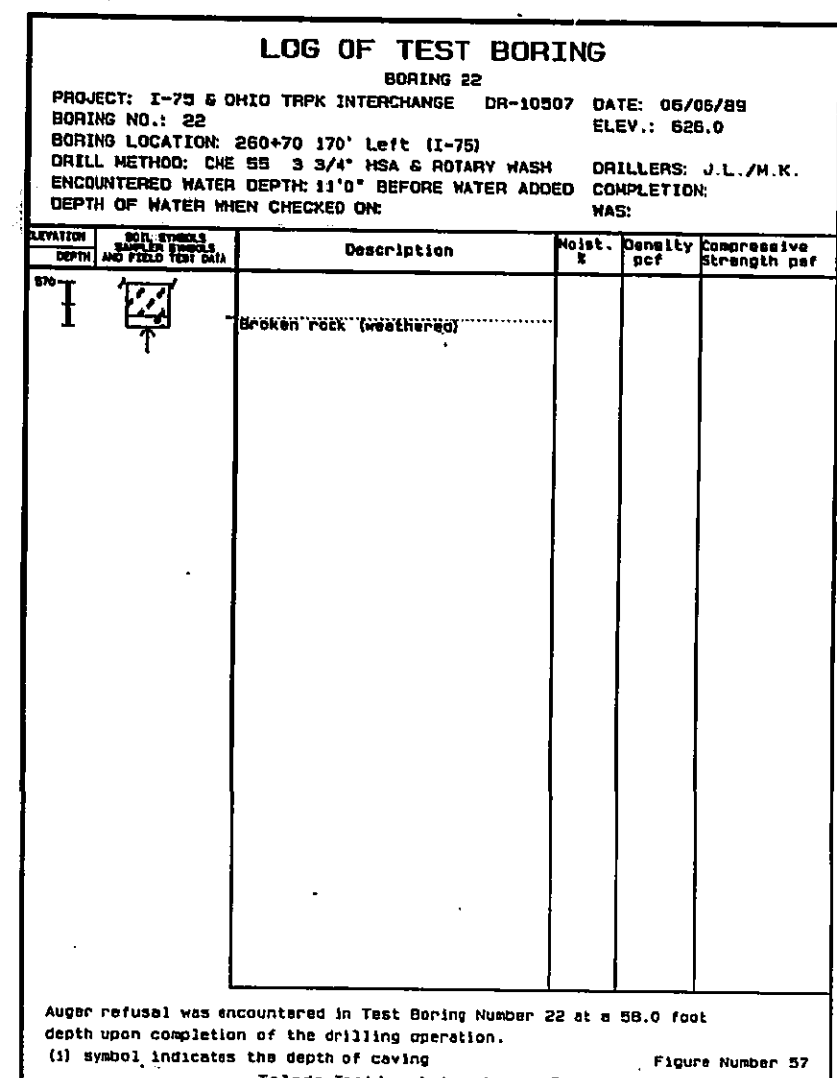 LOG OF TEST BORING
BORING 22
PROJECT: I-75 & OHIO TRPK INTERCHANGE DR-10507 DATE: 06/06/89
BORING NO.: 22 ELEV.: 626.0
BORING LOCATION: 260+70 170' Left (I-75)
DRILL METHOD: CME 55 3 3/4" HSA & ROTARY WASH DRILLERS: J.L./M.K.
ENCOUNTERED WATER DEPTH: 11'0" BEFORE WATER ADDED COMPLETION:
DEPTH OF WATER WHEN CHECKED ON: WAS:
ELEVATION DEPTH
SOIL SYMBOLS
SAMPLER SYMBOLS
AND FIELD TEST DATA
Description
Moist. %
Density pcf
Compressive Strength psf
570
Broken rock (weathered)
Auger refusal was encountered in Test Boring Number 22 at a 58.0 foot
depth upon completion of the drilling operation.
(i) symbol indicates the depth of caving Figure Number 57